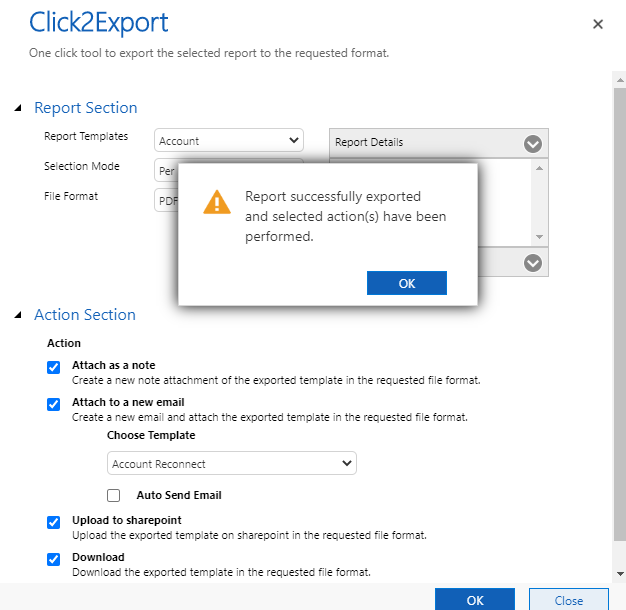 Click2Export
One click tool to export the selected report to the requested format.
Report Section
Report Templates
Account
Report Details
Selection Mode
Per
File Format
PDF
Report successfully exported
and selected action(s) have been
performed.
OK
Action Section
Action
Attach as a note
Create a new note attachment of the exported template in the requested file format.
Attach to a new email
Create a new email and attach the exported template in the requested file format.
Choose Template
Account Reconnect
Auto Send Email
Upload to sharepoint
Upload the exported template on sharepoint in the requested file format.
Download
Download the exported template in the requested file format.
OK
Close